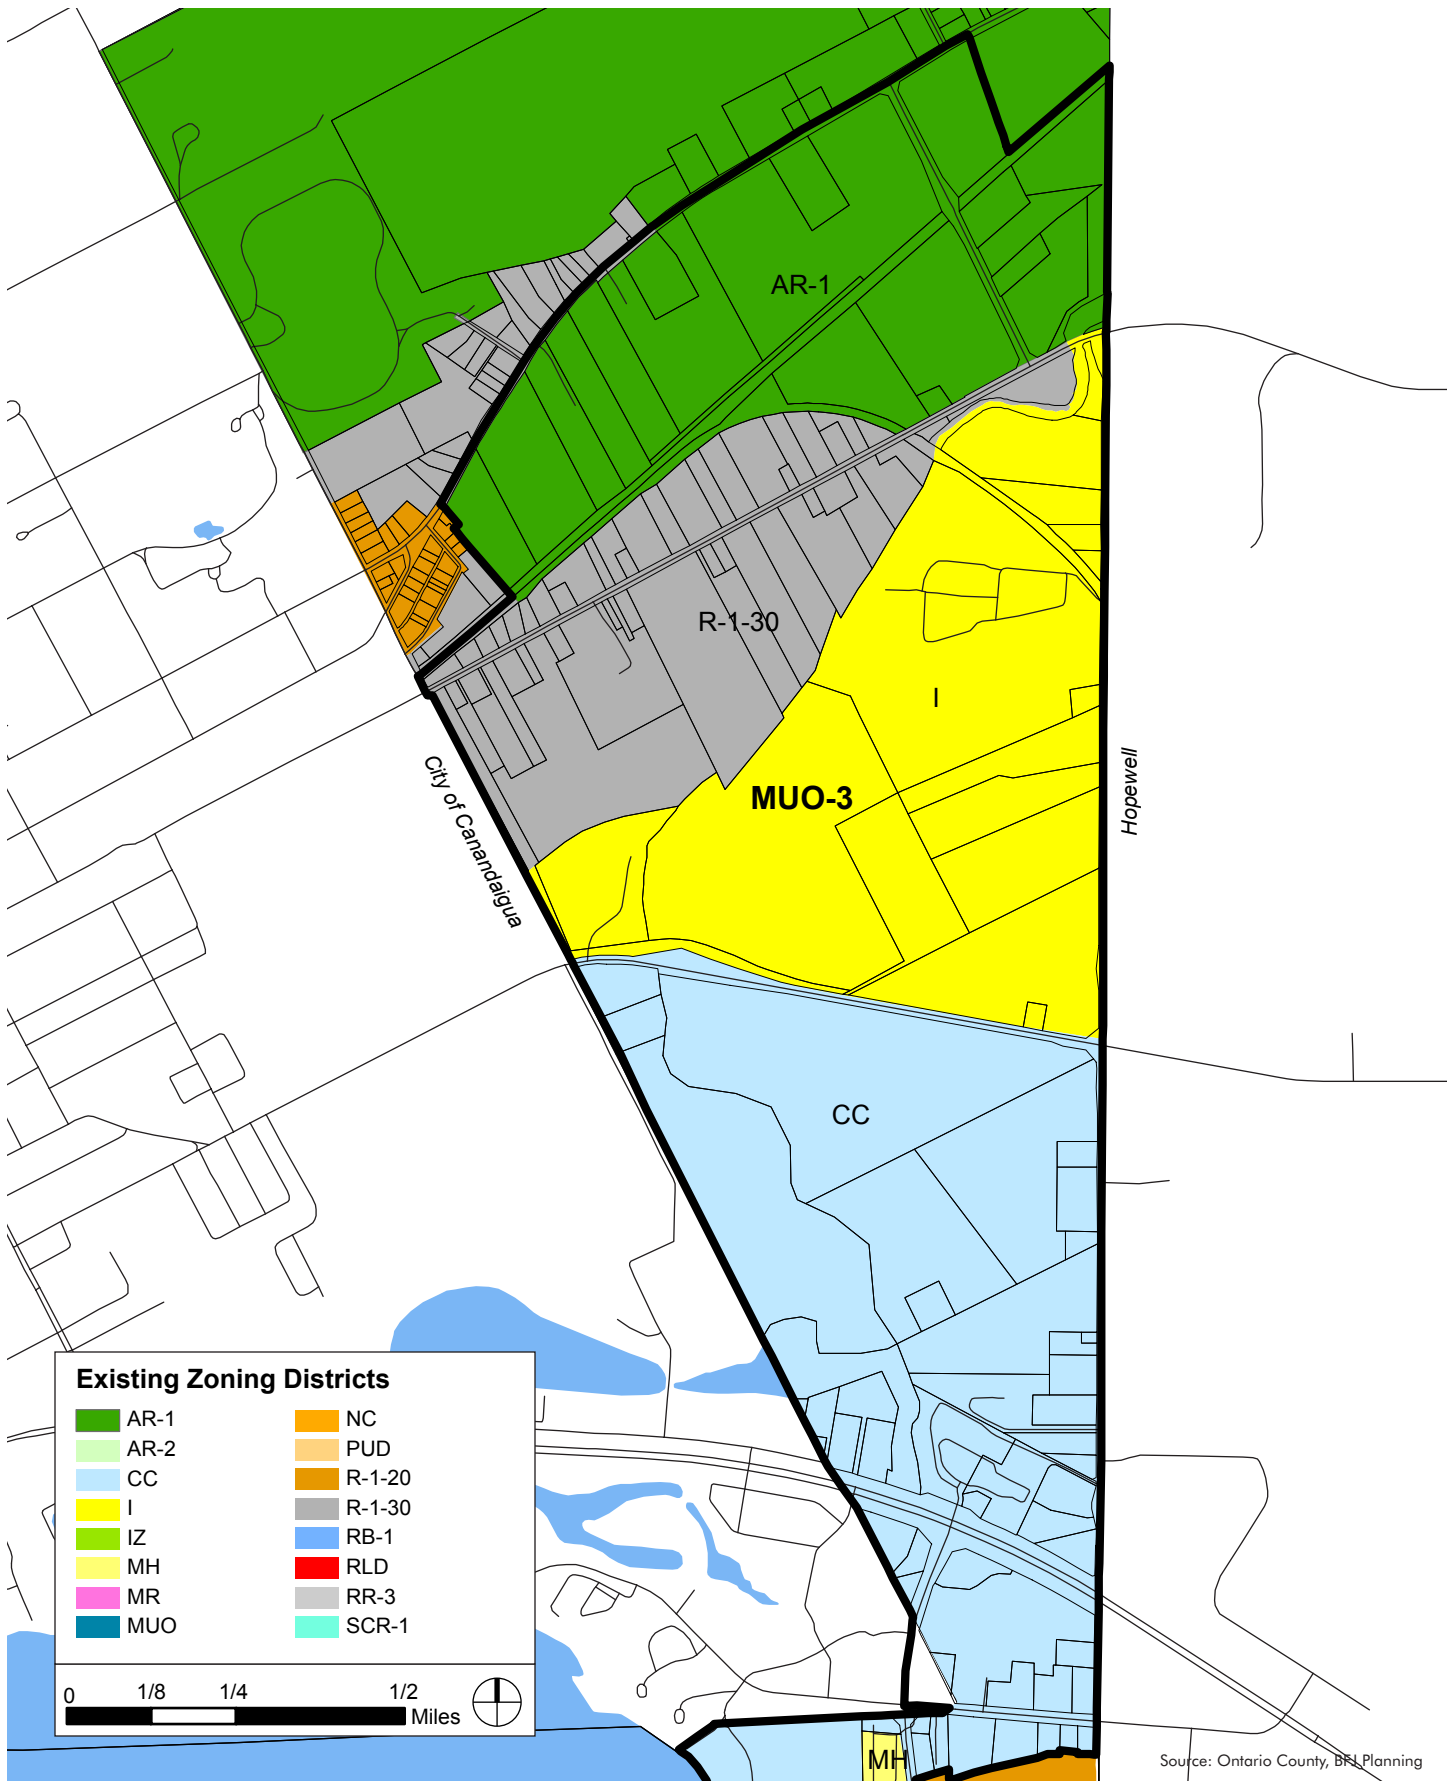 AR-1
R-1-30
I
MUO-3
City of Canandaigua
Hopewell
CC
Existing Zoning Districts
AR-1
AR-2
CC
I
IZ
MH
MR
MUO
NC
PUD
R-1-20
R-1-30
RB-1
RLD
RR-3
SCR-1
0 1/8 1/4 1/2
Miles
MH
Source: Ontario County, BFJ Planning